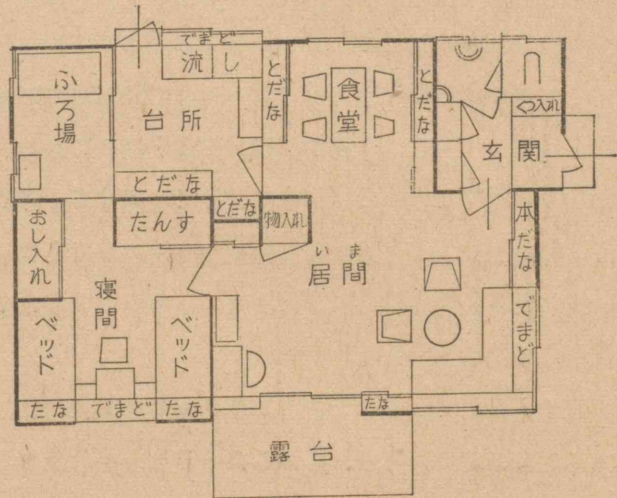 でまど
流し
とだな
台所
ふろ場
とだな
食堂
とだな
くつ入れ
玄関
おし入れ
たんす
とだな
物入れ
本だな
いま
居間
でまど
寝間
ベッド
ベッド
たな
でまど
たな
たな
露台